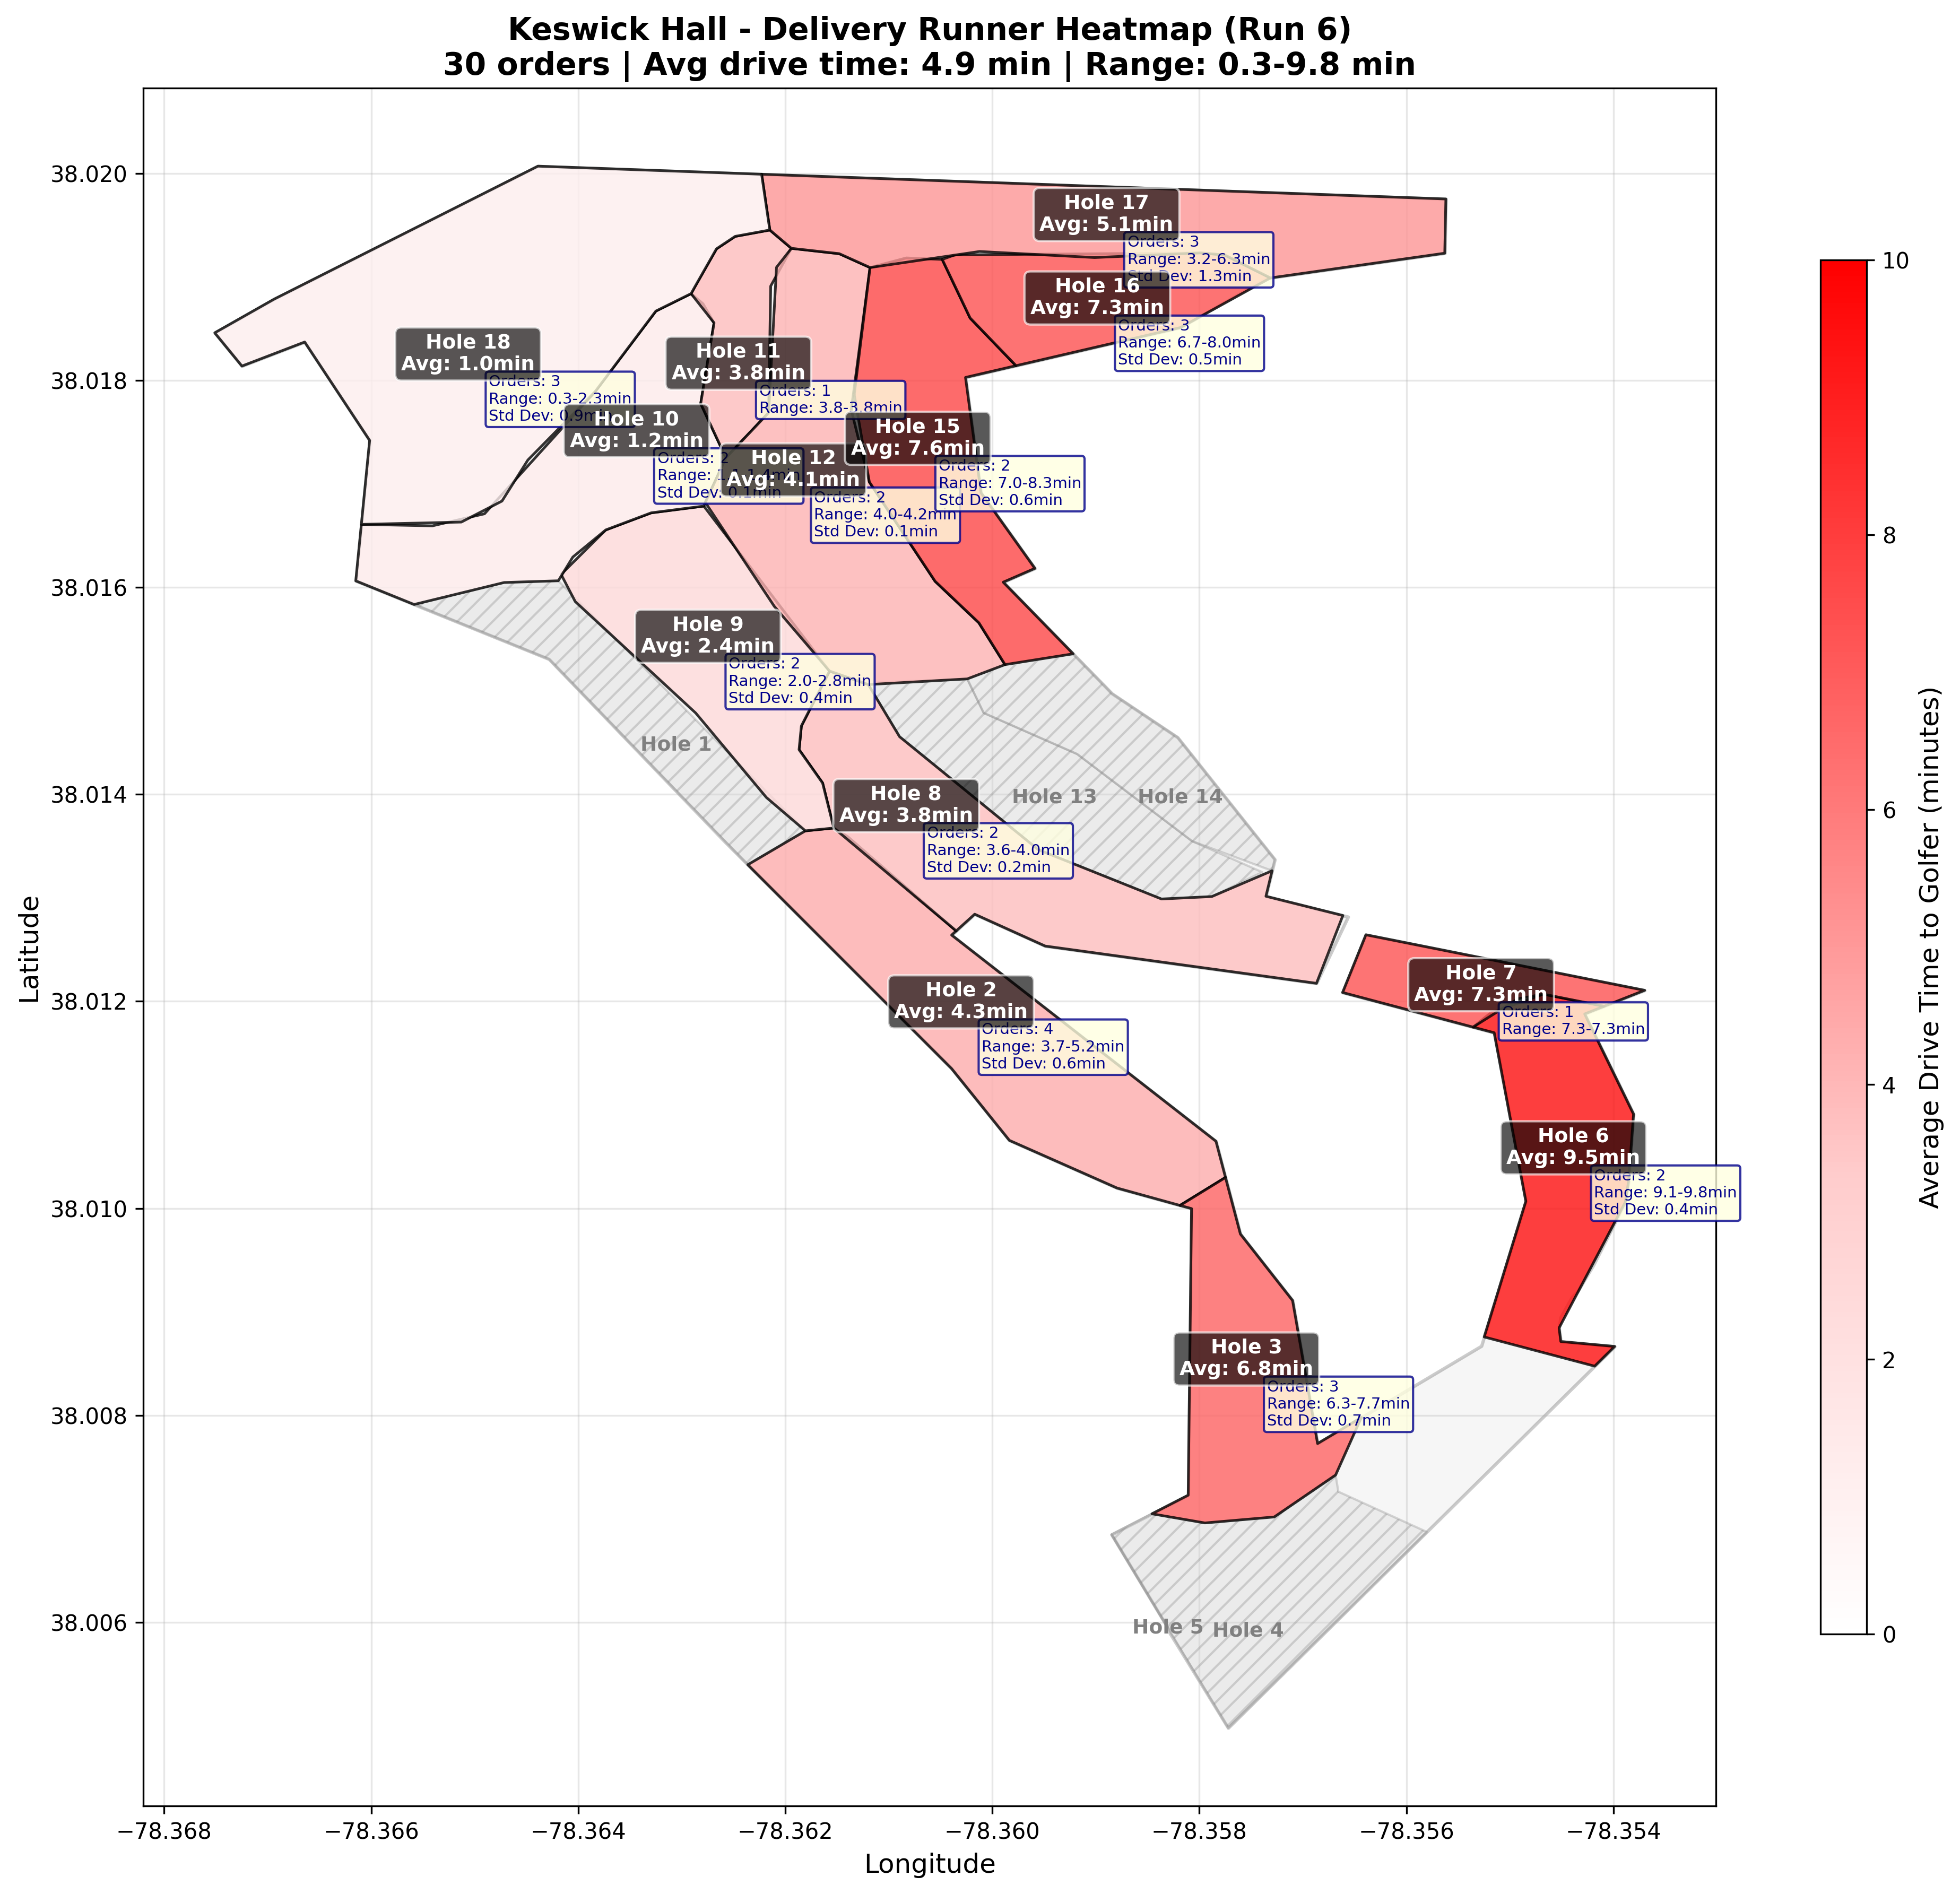 Keswick Hall - Delivery Runner Heatmap (Run 6)
30 orders | Avg drive time: 4.9 min | Range: 0.3-9.8 min
Latitude
38.020
38.018
38.016
38.014
38.012
38.010
38.008
38.006
Hole 17
Avg: 5.1min
Orders: 3
Range: 3.2-6.3min
Std Dev: 1.3min
Hole 16
Avg: 7.3min
Orders: 3
Range: 6.7-8.0min
Std Dev: 0.5min
Hole 18
Avg: 1.0min
Orders: 3
Range: 0.3-2.3min
Std Dev: 0.9min
Hole 11
Avg: 3.8min
Orders: 1
Range: 3.8-3.8min
Hole 10
Avg: 1.2min
Orders: 2
Range:
Std Dev: 0.1min
Hole 15
Avg: 7.6min
Orders: 2
Range: 7.0-8.3min
Std Dev: 0.6min
Hole 12
Avg: 4.1min
Orders: 2
Range: 4.0-4.2min
Std Dev: 0.1min
Hole 9
Avg: 2.4min
Orders: 2
Range: 2.0-2.8min
Std Dev: 0.4min
Hole 1
Hole 8
Avg: 3.8min
Orders: 2
Range: 3.6-4.0min
Std Dev: 0.2min
Hole 13
Hole 14
Hole 2
Avg: 4.3min
Orders: 4
Range: 3.7-5.2min
Std Dev: 0.6min
Hole 7
Avg: 7.3min
Orders: 1
Range: 7.3-7.3min
Hole 6
Avg: 9.5min
Orders: 2
Range: 9.1-9.8min
Std Dev: 0.4min
Hole 3
Avg: 6.8min
Orders: 3
Range: 6.3-7.7min
Std Dev: 0.7min
Hole 5
Hole 4
−78.368
−78.366
−78.364
−78.362
−78.360
−78.358
−78.356
−78.354
Longitude
10
8
6
4
2
0
Average Drive Time to Golfer (minutes)